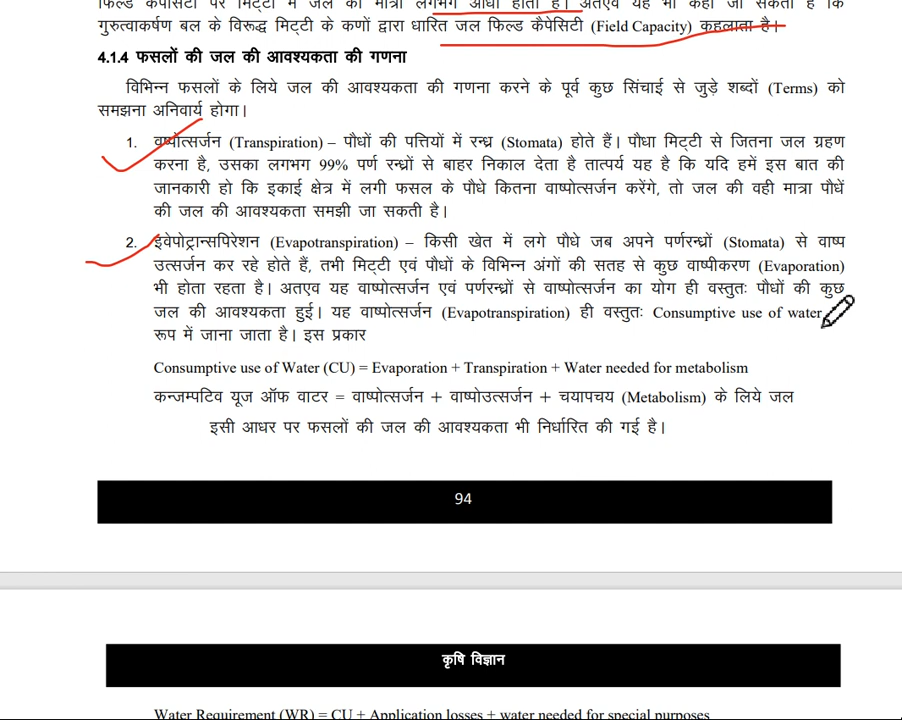 फिल्ड कैपेसिटी पर मिट्टी में जल की मात्रा लगभग आधी होती है। अतएव यह भी कहा जा सकता है कि
गुरुत्वाकर्षण बल के विरूद्ध मिट्टी के कणों द्वारा धारित जल फिल्ड कैपेसिटी (Field Capacity) कहलाता है।
4.1.4 फसलों की जल की आवश्यकता की गणना
विभिन्न फसलों के लिये जल की आवश्यकता की गणना करने के पूर्व कुछ सिंचाई से जुड़े शब्दों (Terms) को
समझना अनिवार्य होगा।
1. वाष्पोत्सर्जन (Transpiration) – पौधों की पत्तियों में रन्ध्र (Stomata) होते हैं। पौधा मिट्टी से जितना जल ग्रहण
करना है, उसका लगभग 99% पर्ण रन्ध्रों से बाहर निकाल देता है तात्पर्य यह है कि यदि हमें इस बात की
जानकारी हो कि इकाई क्षेत्र में लगी फसल के पौधे कितना वाष्पोत्सर्जन करेंगे, तो जल की वही मात्रा पौधें
की जल की आवश्यकता समझी जा सकती है।
2. इवेपोट्रान्सपिरेशन (Evapotranspiration) – किसी खेत में लगे पौधे जब अपने पर्णरन्ध्रों (Stomata) से वाष्प
उत्सर्जन कर रहे होते हैं, तभी मिट्टी एवं पौधों के विभिन्न अंगों की सतह से कुछ वाष्पीकरण (Evaporation)
भी होता रहता है। अतएव यह वाष्पोत्सर्जन एवं पर्णरन्ध्रों से वाष्पोत्सर्जन का योग ही वस्तुतः पौधों की कुछ
जल की आवश्यकता हुई। यह वाष्पोत्सर्जन (Evapotranspiration) ही वस्तुतः Consumptive use of water
रूप में जाना जाता है। इस प्रकार
Consumptive use of Water (CU) = Evaporation + Transpiration + Water needed for metabolism
कन्जम्पटिव यूज ऑफ वाटर = वाष्पोत्सर्जन + वाष्पोउत्सर्जन + चयापचय (Metabolism) के लिये जल
इसी आधर पर फसलों की जल की आवश्यकता भी निर्धारित की गई है।
94
कृषि विज्ञान
Water Requirement (WR) = CU + Application losses + water needed for special purposes